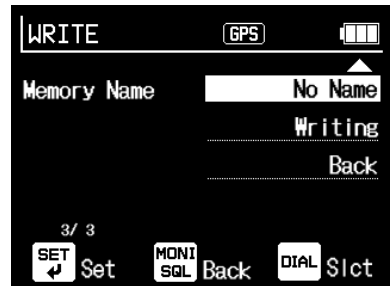 WRITE GPS
Memory Name No Name
Writing
Back
3/ 3
SET Set MONI SQL Back DIAL Slct